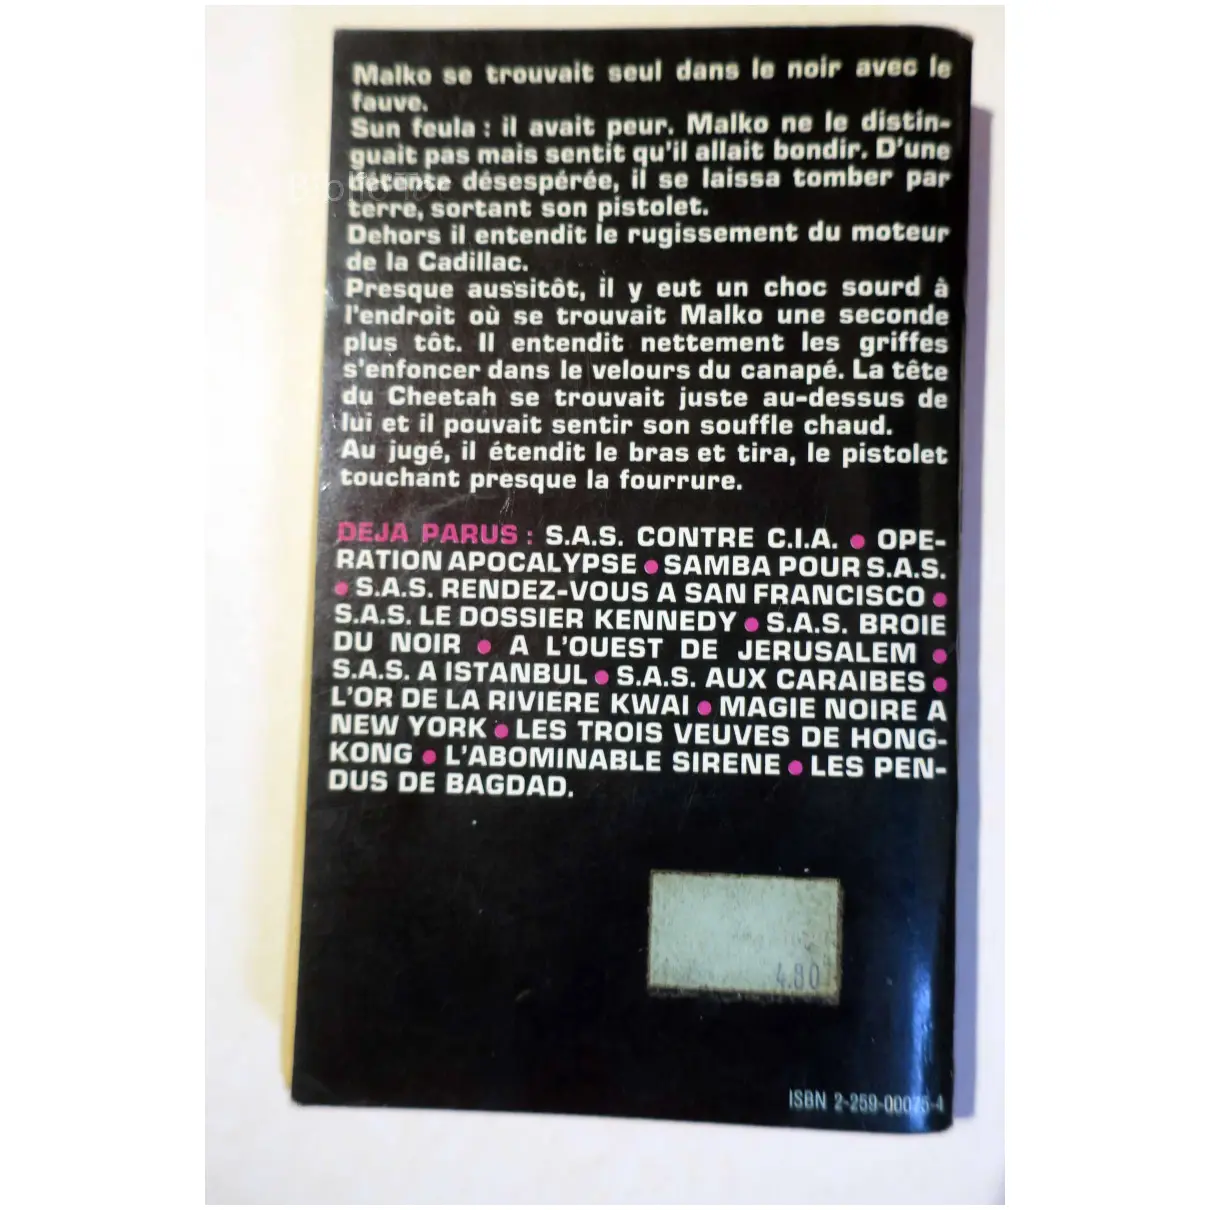 Malko se trouvait seul dans le noir avec le
fauve.
Sun feula : il avait peur. Malko ne le distin-
guait pas mais sentit qu'il allait bondir. D'une
détente désespérée, il se laissa tomber par
terre, sortant son pistolet.
Dehors il entendit le rugissement du moteur
de la Cadillac.
Presque aussitôt, il y eut un choc sourd à
l'endroit où se trouvait Malko une seconde
plus tôt. Il entendit nettement les griffes
s'enfoncer dans le velours du canapé. La tête
du Cheetah se trouvait juste au-dessus de
lui et il pouvait sentir son souffle chaud.
Au jugé, il étendit le bras et tira, le pistolet
touchant presque la fourrure.
DEJA PARUS : S.A.S. CONTRE C.I.A. ● OPE-
RATION APOCALYPSE ● SAMBA POUR S.A.S.
● S.A.S. RENDEZ-VOUS A SAN FRANCISCO ●
S.A.S. LE DOSSIER KENNEDY ● S.A.S. BROIE
DU NOIR ● A L'OUEST DE JERUSALEM ●
S.A.S. A ISTANBUL ● S.A.S. AUX CARAIBES ●
L'OR DE LA RIVIERE KWAI ● MAGIE NOIRE A
NEW YORK ● LES TROIS VEUVES DE HONG-
KONG ● L'ABOMINABLE SIRENE ● LES PEN-
DUS DE BAGDAD.
4.80
ISBN 2-259-00075-4